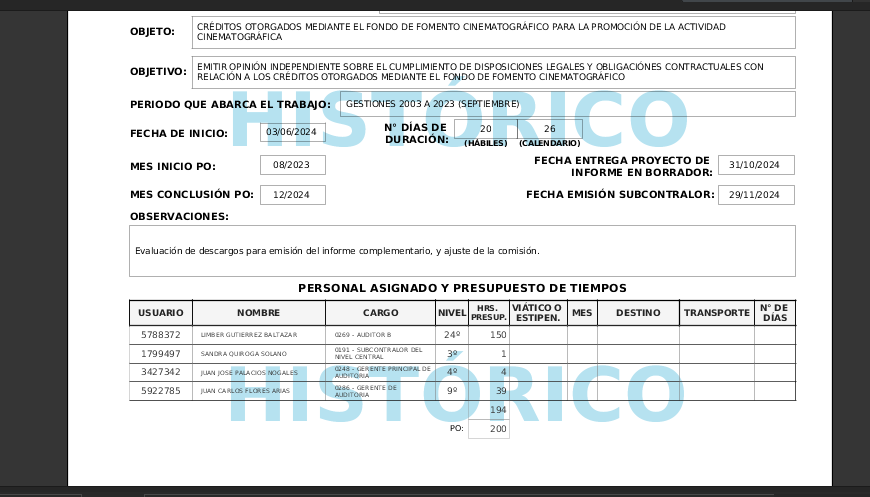 OBJETO:
CRÉDITOS OTORGADOS MEDIANTE EL FONDO DE FOMENTO CINEMATOGRÁFICO PARA LA PROMOCIÓN DE LA ACTIVIDAD
CINEMATOGRÁFICA
OBJETIVO:
EMITIR OPINIÓN INDEPENDIENTE SOBRE EL CUMPLIMIENTO DE DISPOSICIONES LEGALES Y OBLIGACIÓNES CONTRACTUALES CON
RELACIÓN A LOS CRÉDITOS OTORGADOS MEDIANTE EL FONDO DE FOMENTO CINEMATOGRÁFICO
HISTÓRICO
PERIODO QUE ABARCA EL TRABAJO: GESTIONES 2003 A 2023 (SEPTIEMBRE)
FECHA DE INICIO: 03/06/2024 N° DÍAS DE DURACIÓN: 20 26
(HÁBILES) (CALENDARIO)
MES INICIO PO: 08/2023 FECHA ENTREGA PROYECTO DE INFORME EN BORRADOR: 31/10/2024
MES CONCLUSIÓN PO: 12/2024 FECHA EMISIÓN SUBCONTRALOR: 29/11/2024
OBSERVACIONES:
Evaluación de descargos para emisión del informe complementario, y ajuste de la comisión.
PERSONAL ASIGNADO Y PRESUPUESTO DE TIEMPOS
USUARIO NOMBRE CARGO NIVEL HRS. PRESUP. VIÁTICO O ESTIPEN. MES DESTINO TRANSPORTE N° DE DÍAS
5788372 LIMBER GUTIERREZ BALTAZAR 0269 - AUDITOR B 24º 150
1799497 SANDRA QUIROGA SOLANO 0191 - SUBCONTRALOR DEL NIVEL CENTRAL 3º 1
3427342 JUAN JOSE PALACIOS NOGALES 0248 - GERENTE PRINCIPAL DE AUDITORIA 4º 4
5922785 JUAN CARLOS FLORES ARIAS 0286 - GERENTE DE AUDITORIA 9º 39
HISTÓRICO
194
PO: 200